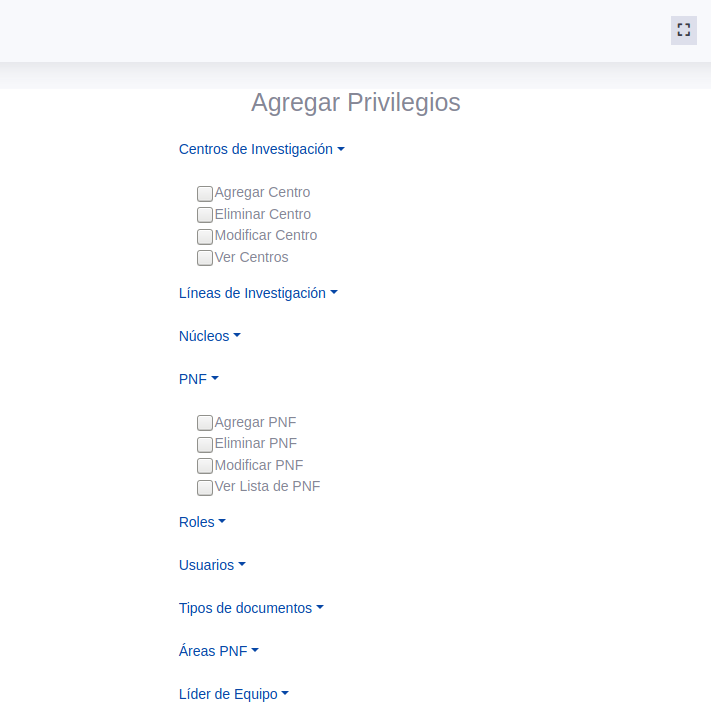 Agregar Privilegios
Centros de Investigación
Agregar Centro
Eliminar Centro
Modificar Centro
Ver Centros
Líneas de Investigación
Núcleos
PNF
Agregar PNF
Eliminar PNF
Modificar PNF
Ver Lista de PNF
Roles
Usuarios
Tipos de documentos
Áreas PNF
Líder de Equipo